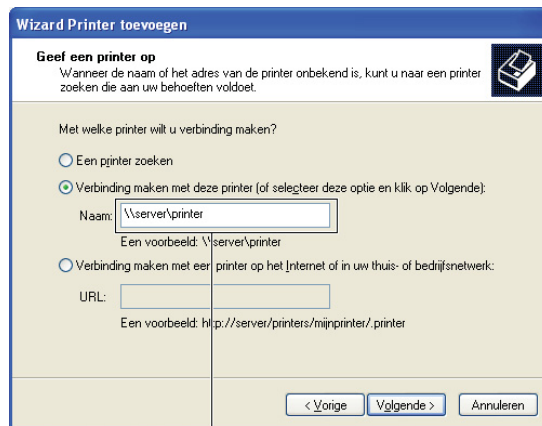 Wizard Printer toevoegen
Geef een printer op
Wanneer de naam of het adres van de printer onbekend is, kunt u naar een printer
zoeken die aan uw behoeften voldoet.
Met welke printer wilt u verbinding maken?
Een printer zoeken
Verbinding maken met deze printer (of selecteer deze optie en klik op Volgende):
Naam: \\server\printer
Een voorbeeld: \\server\printer
Verbinding maken met een printer op het Internet of in uw thuis- of bedrijfsnetwerk:
URL:
Een voorbeeld: http://server/printers/mijnprinter/.printer
< Vorige Volgende > Annuleren